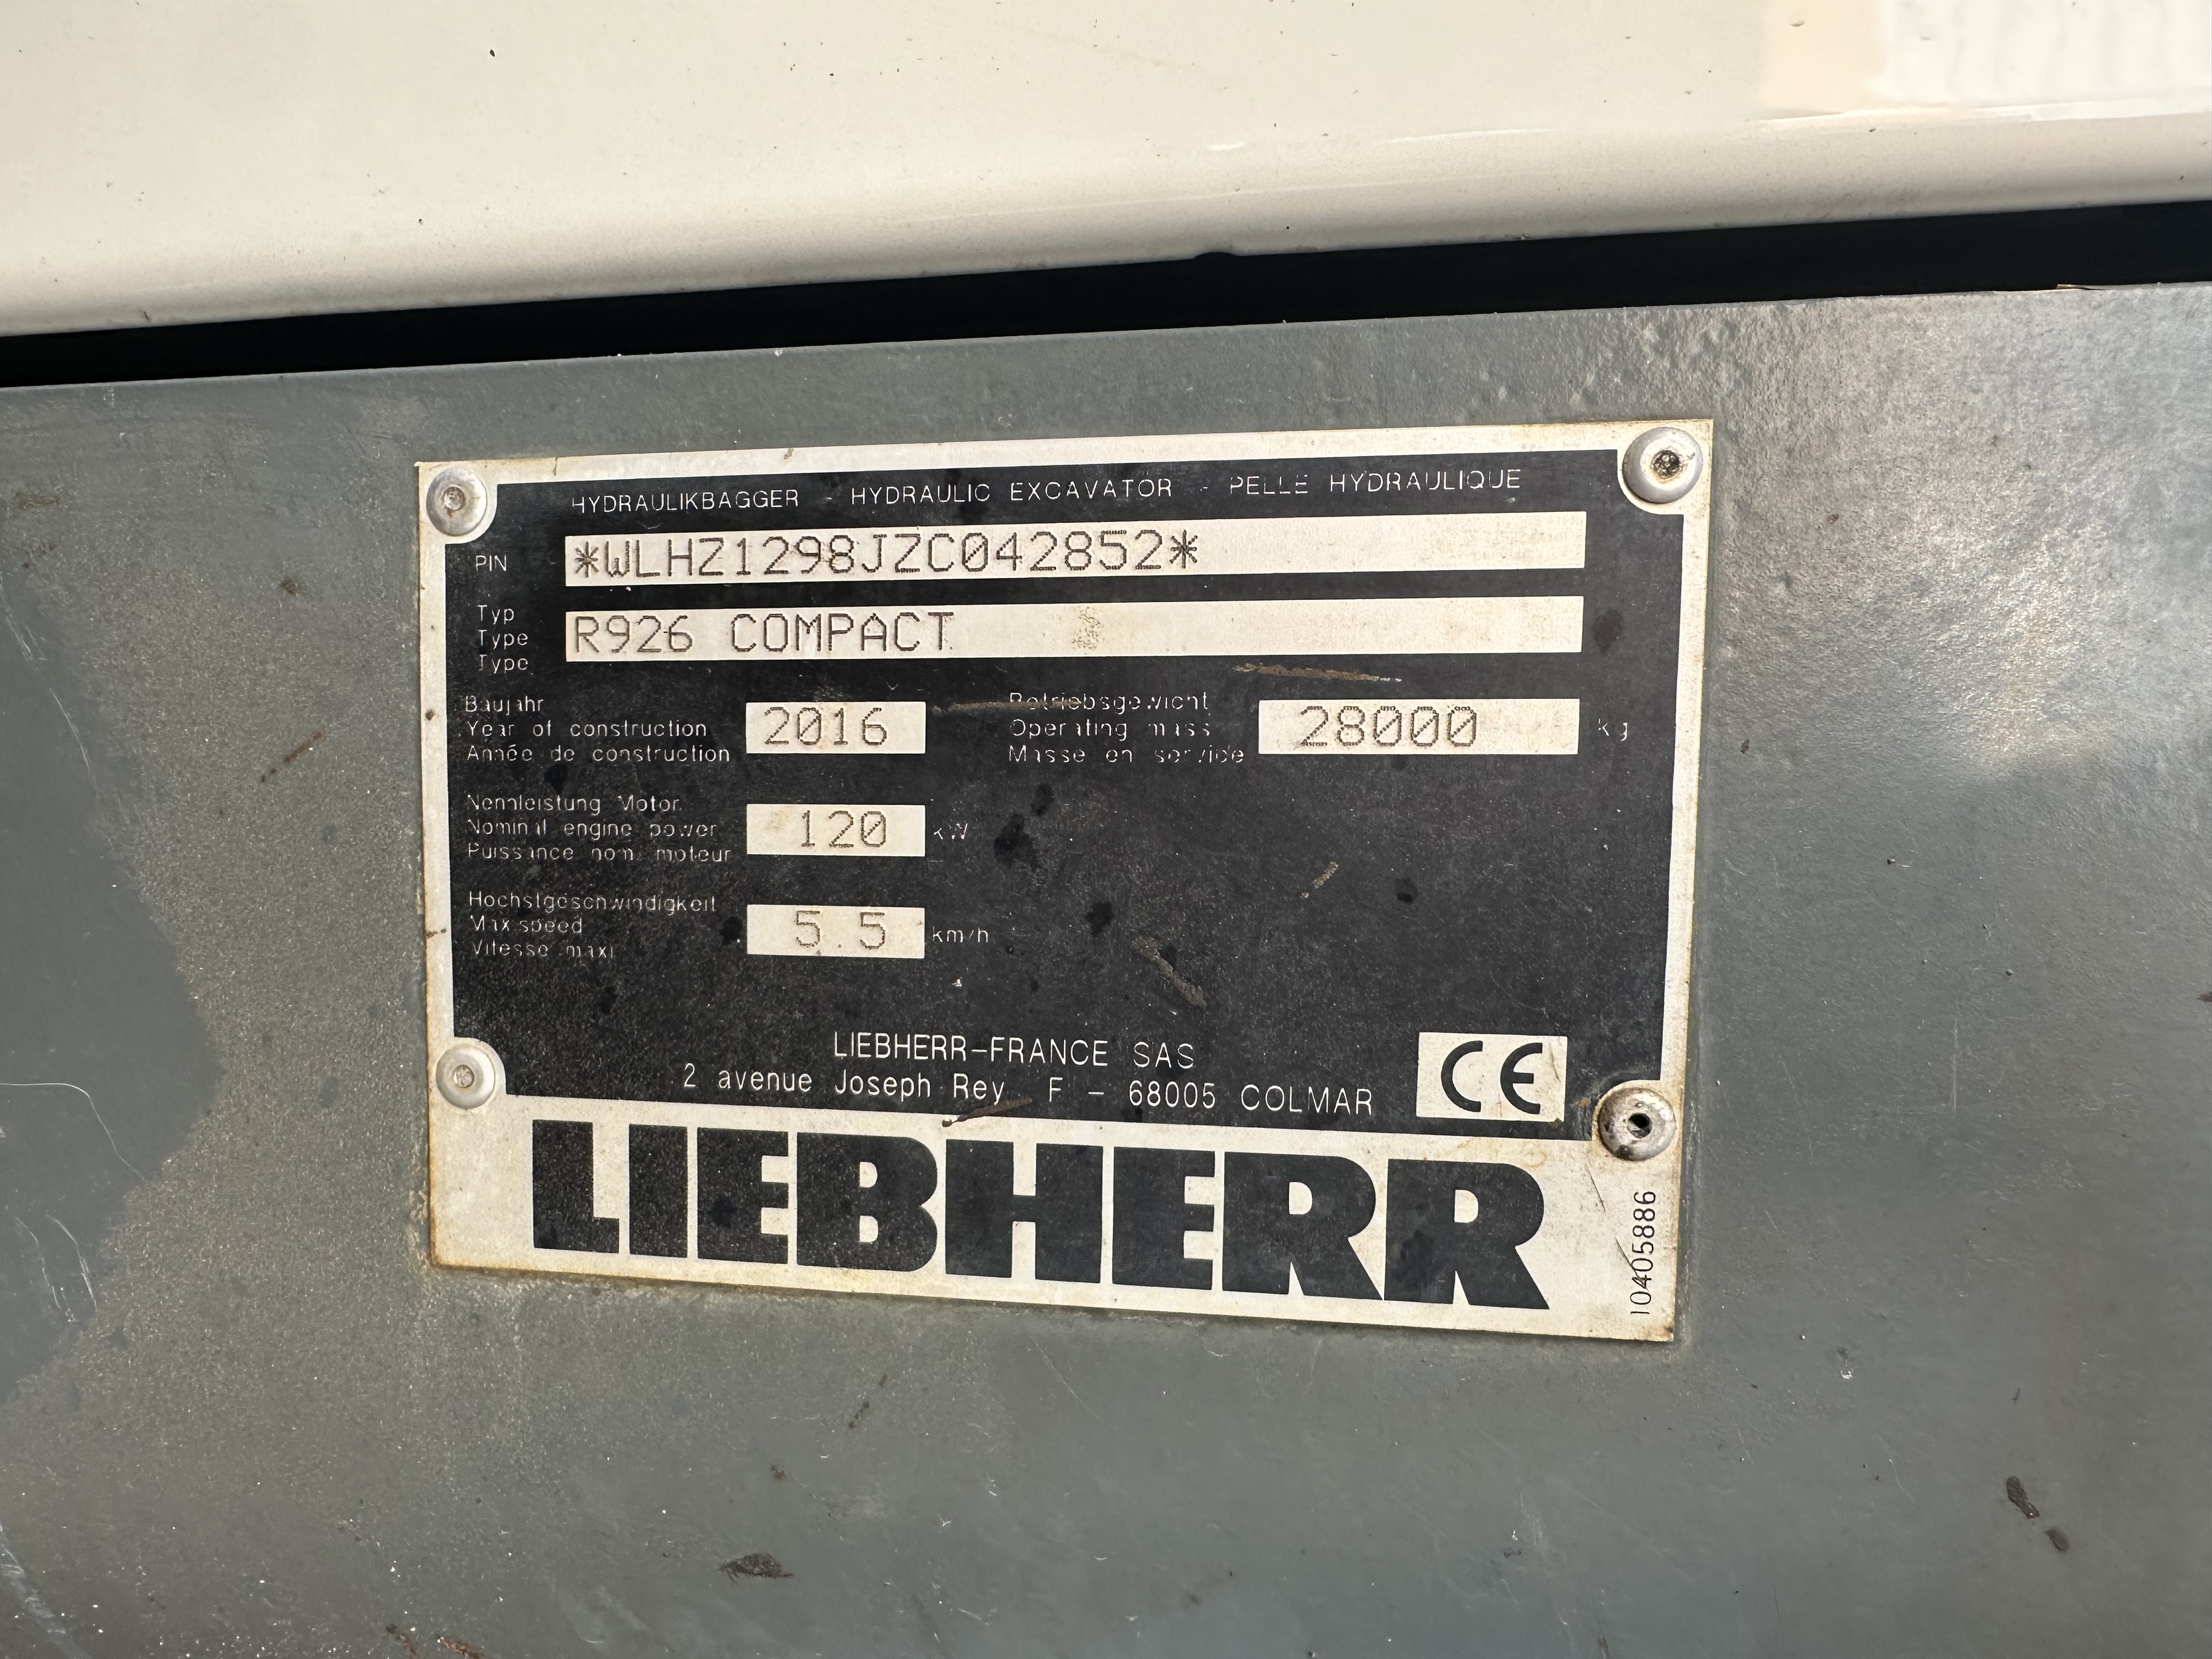 HYDRAULIKBAGGER - HYDRAULIC EXCAVATOR - PELLE HYDRAULIQUE
PIN *WLHZ1298JZC042852*
Typ
Type R926 COMPACT
Type
Baujahr
Year of construction 2016
Année de construction
Betriebsgewicht
Operating mass 28000 kg
Masse en service
Nennleistung Motor
Nominal engine power 120 kW
Puissance nom. moteur
Höchstgeschwindigkeit
Max speed 5.5 km/h
Vitesse maxi
LIEBHERR-FRANCE SAS
2 avenue Joseph Rey F - 68005 COLMAR
CE
LIEBHERR
10405886